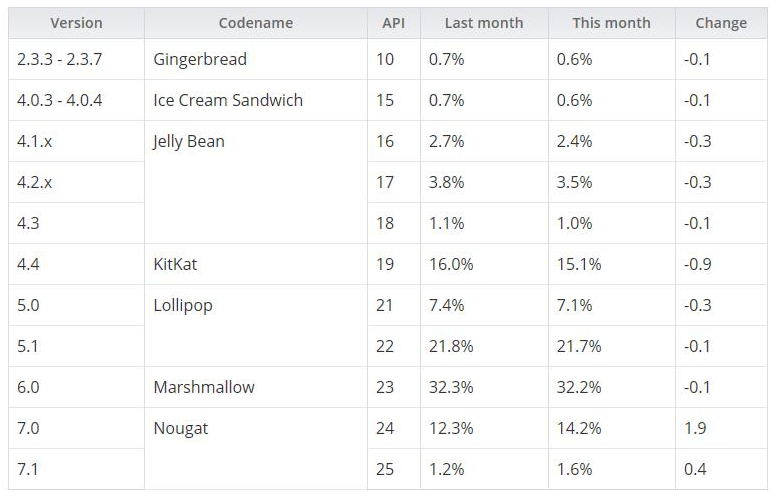 Version Codename API Last month This month Change
2.3.3 - 2.3.7 Gingerbread 10 0.7% 0.6% -0.1
4.0.3 - 4.0.4 Ice Cream Sandwich 15 0.7% 0.6% -0.1
4.1.x Jelly Bean 16 2.7% 2.4% -0.3
4.2.x 17 3.8% 3.5% -0.3
4.3 18 1.1% 1.0% -0.1
4.4 KitKat 19 16.0% 15.1% -0.9
5.0 Lollipop 21 7.4% 7.1% -0.3
5.1 22 21.8% 21.7% -0.1
6.0 Marshmallow 23 32.3% 32.2% -0.1
7.0 Nougat 24 12.3% 14.2% 1.9
7.1 25 1.2% 1.6% 0.4